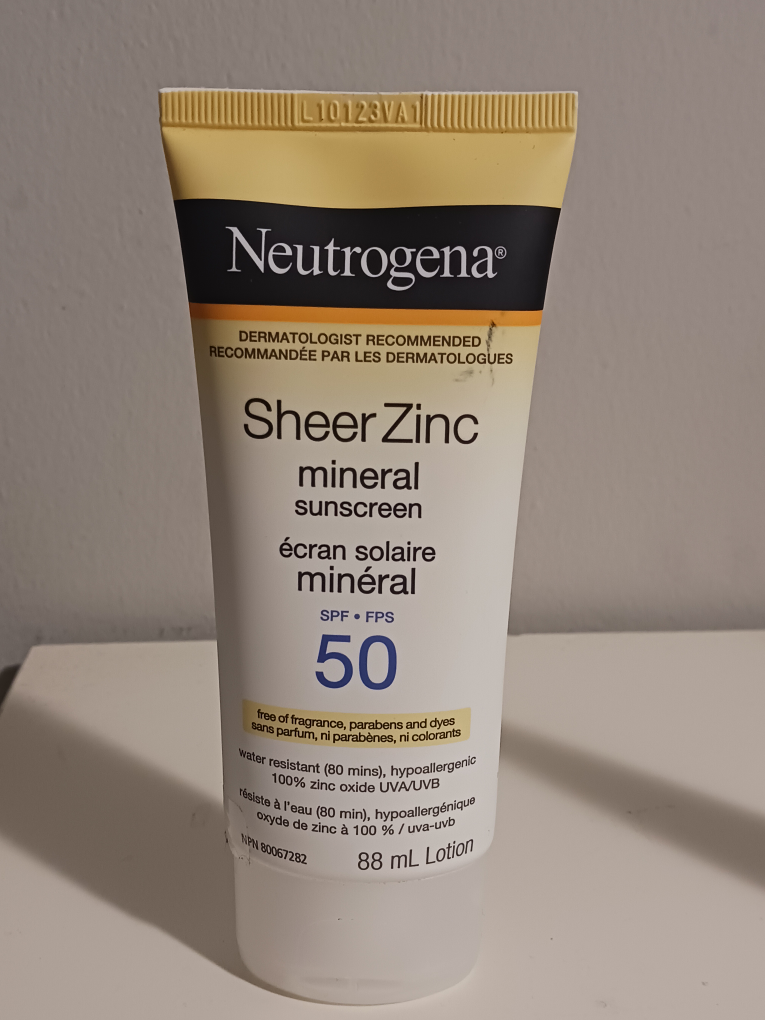 L10123VA1
Neutrogena®
DERMATOLOGIST RECOMMENDED
RECOMMANDÉE PAR LES DERMATOLOGUES
Sheer Zinc
mineral
sunscreen
écran solaire
minéral
SPF • FPS
50
free of fragrance, parabens and dyes
sans parfum, ni parabènes, ni colorants
water resistant (80 mins), hypoallergenic
100% zinc oxide UVA/UVB
résiste à l'eau (80 min), hypoallergénique
oxyde de zinc à 100 % / uva-uvb
NPN 80067282
88 mL Lotion